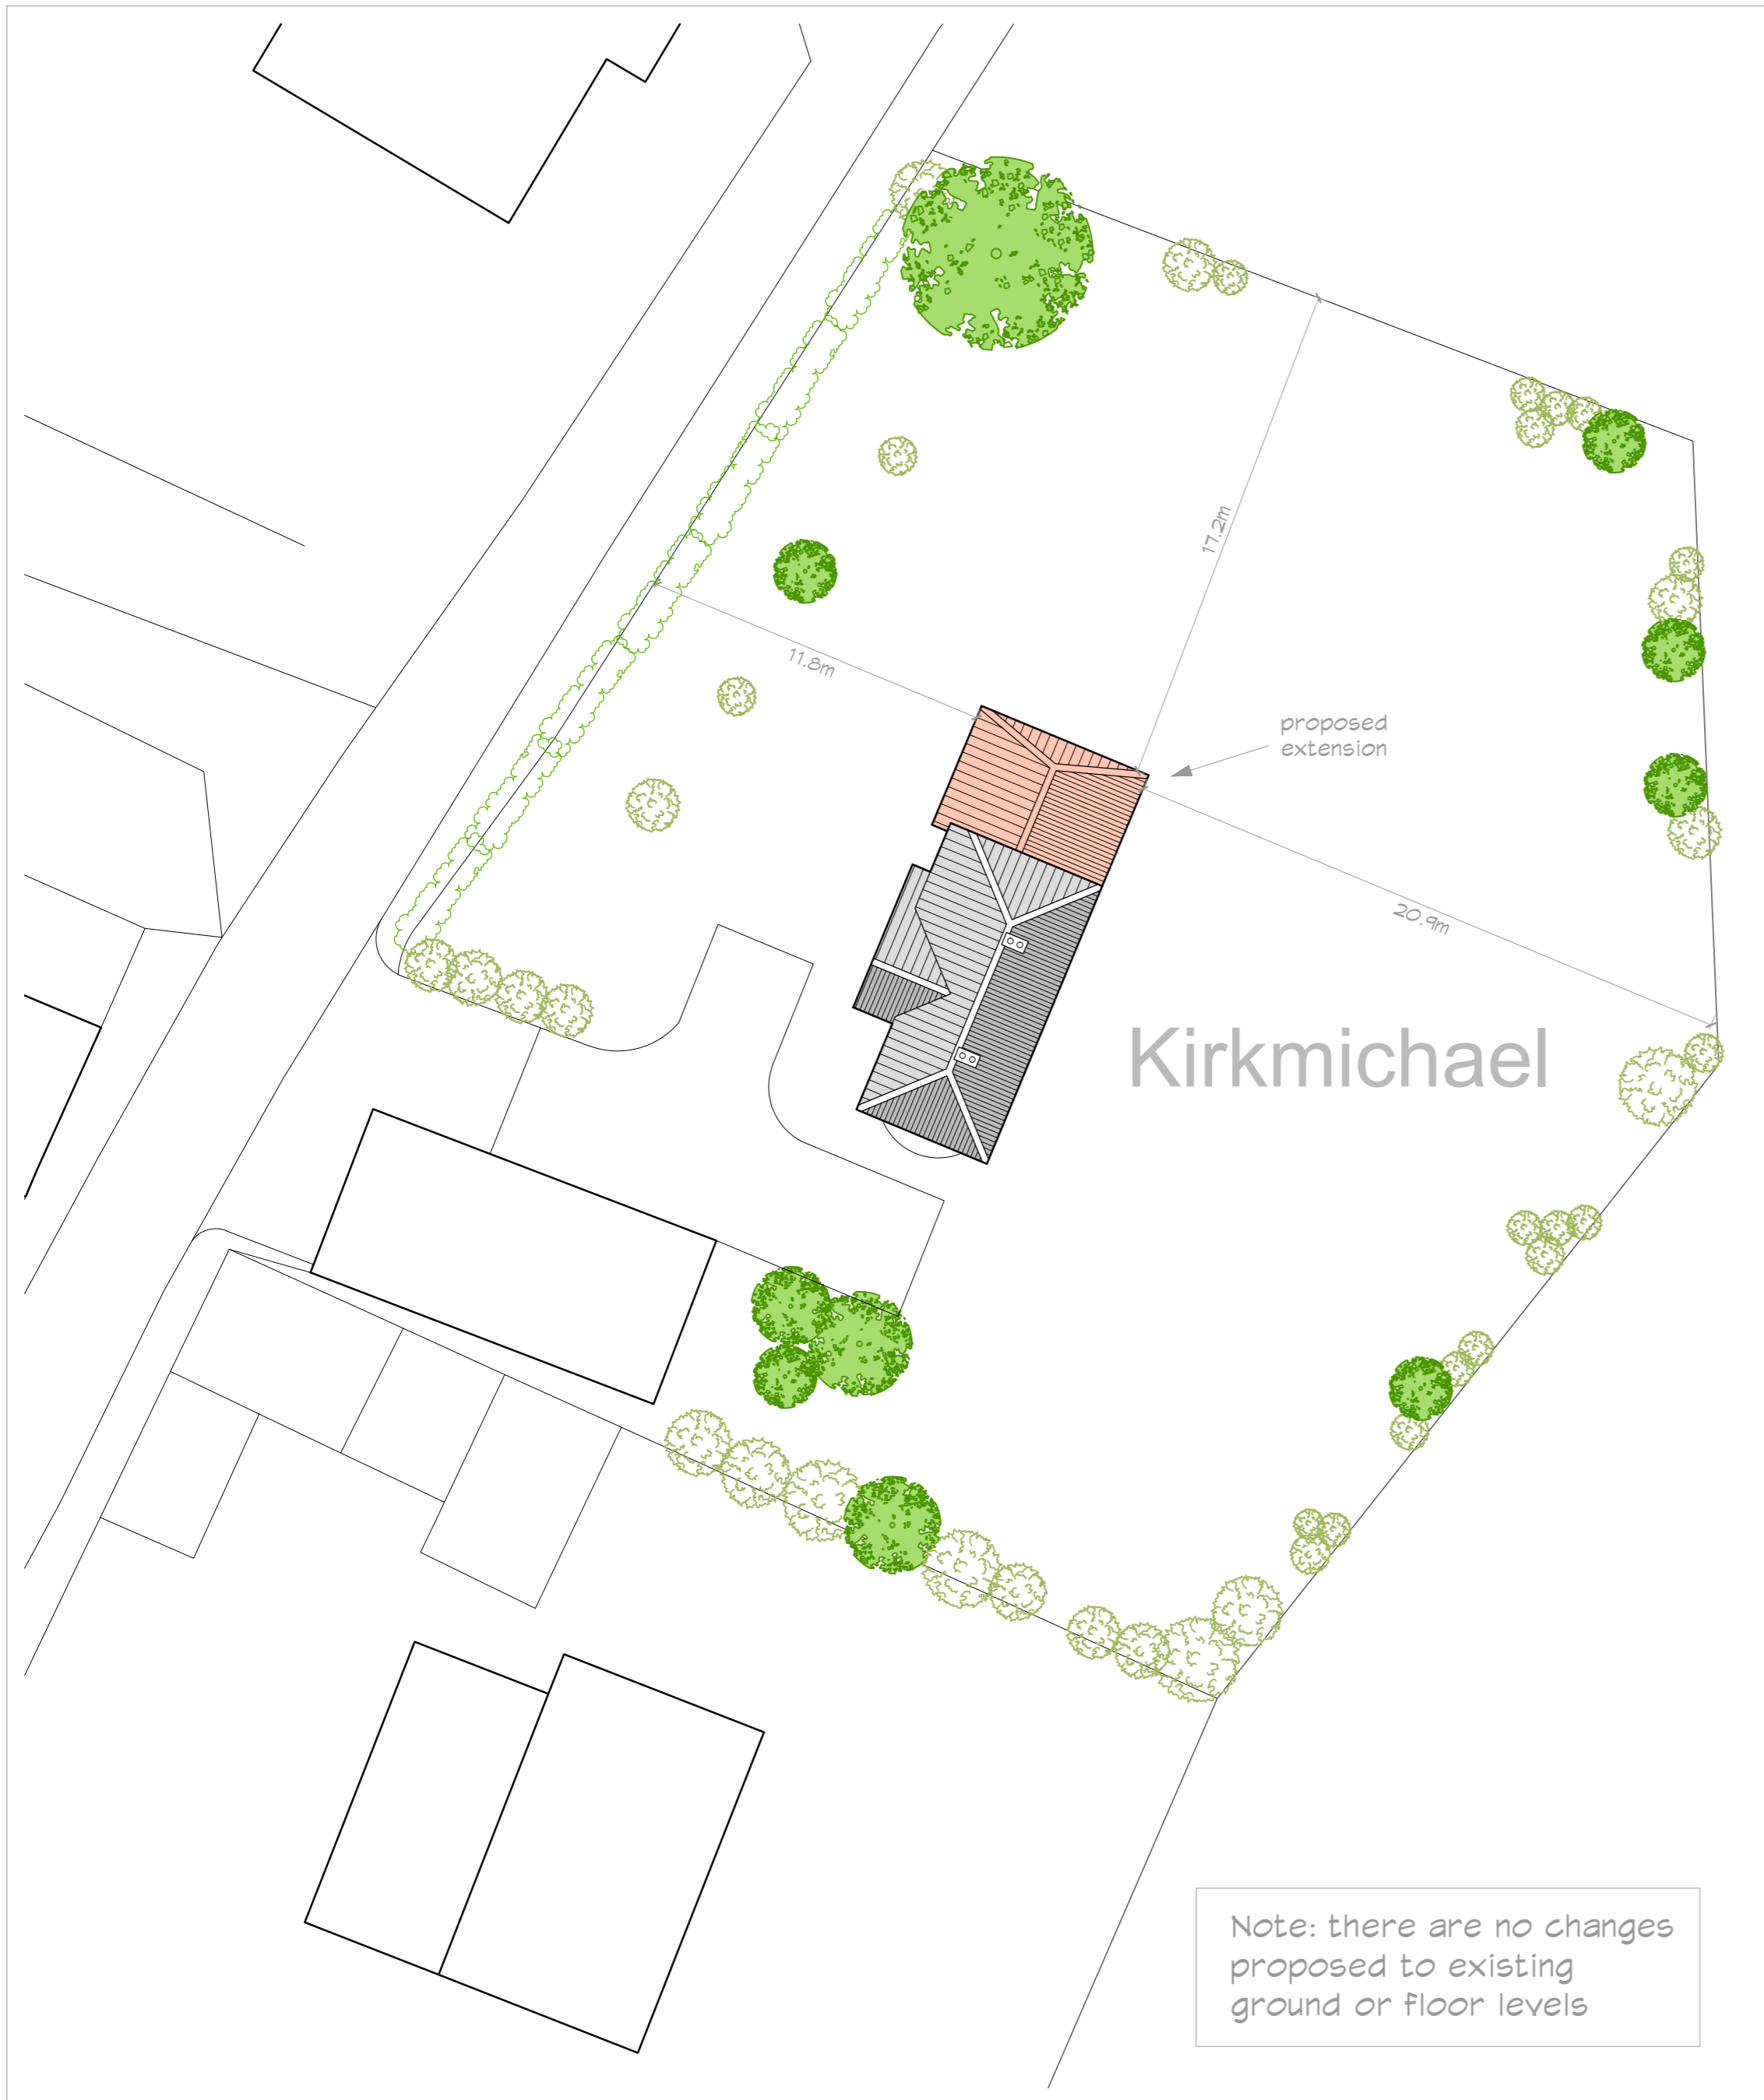 17.2m
11.8m
proposed
extension
20.9m
Kirkmichael
Note: there are no changes
proposed to existing
ground or floor levels